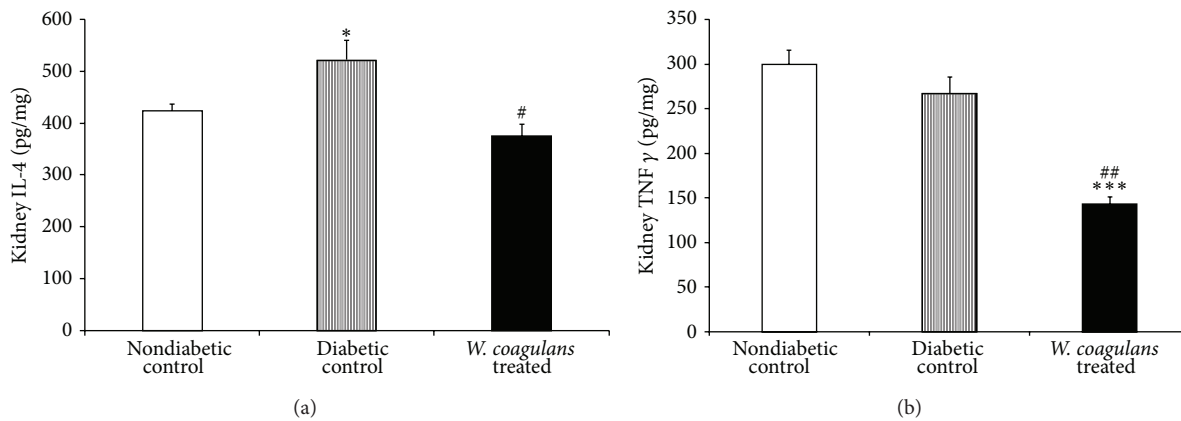 Kidney IL-4 (pg/mg)
600
500
400
300
200
100
0
*
#
Nondiabetic
control
Diabetic
control
W. coagulans
treated
(a)
Kidney TNF γ (pg/mg)
350
300
250
200
150
100
50
0
##
***
Nondiabetic
control
Diabetic
control
W. coagulans
treated
(b)